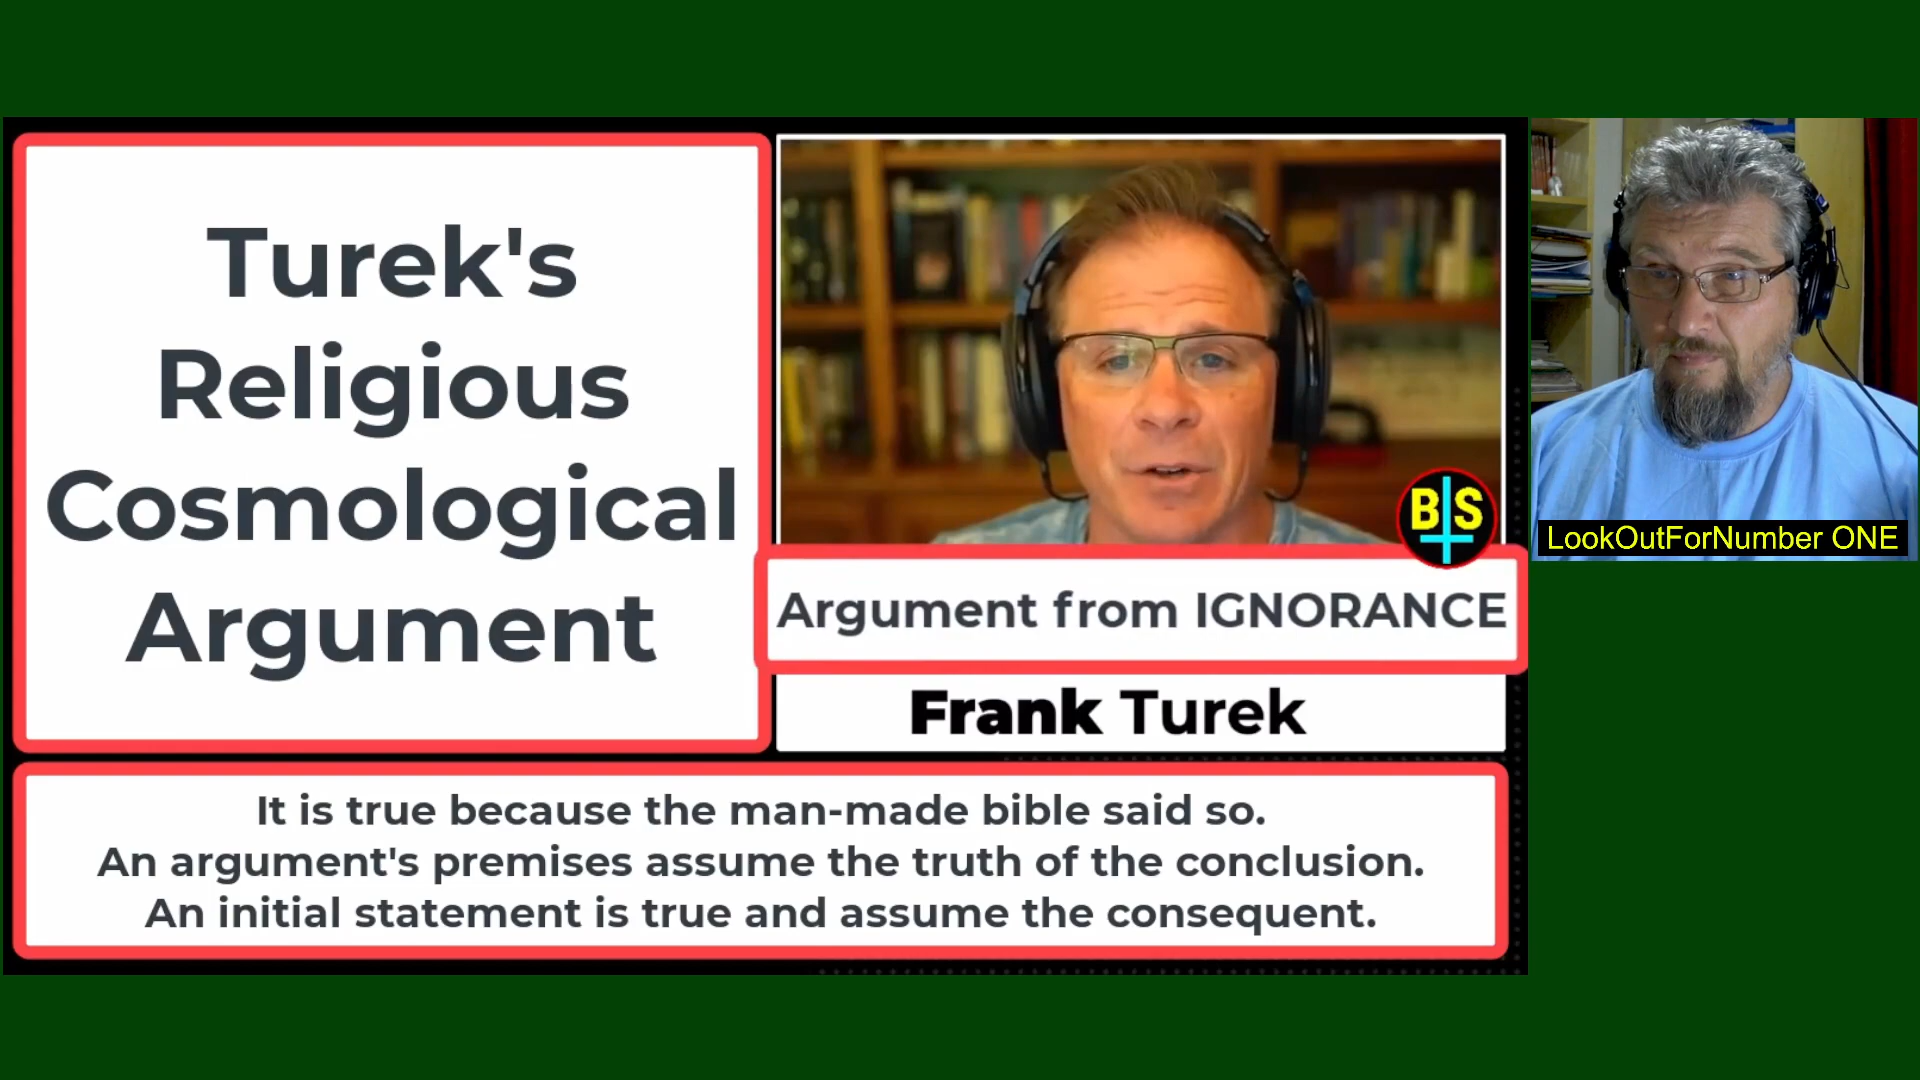 Turek's
Religious
Cosmological
Argument
BS
Argument from IGNORANCE
Frank Turek
It is true because the man-made bible said so.
An argument's premises assume the truth of the conclusion.
An initial statement is true and assume the consequent.
LookOutForNumber ONE